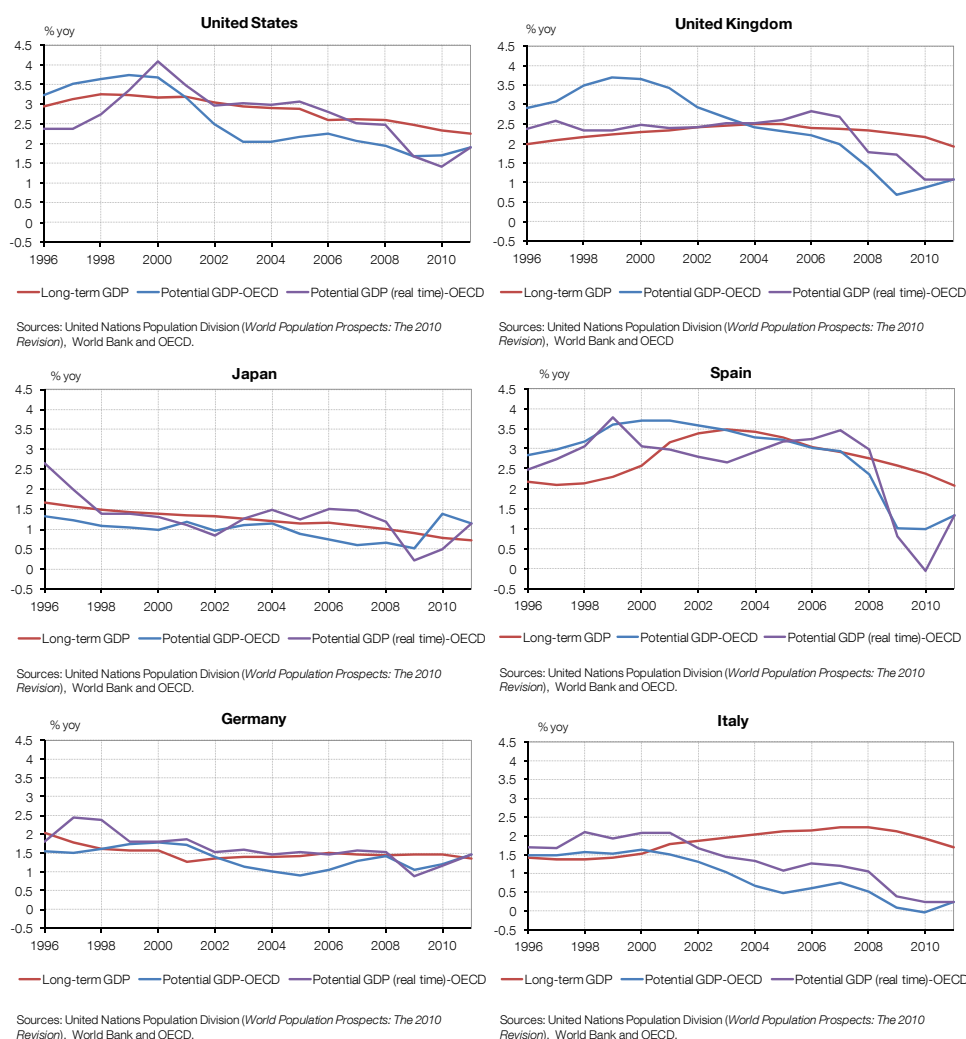 United States
% yoy
4.5
4
3.5
3
2.5
2
1.5
1
0.5
0
-0.5
1996 1998 2000 2002 2004 2006 2008 2010
Long-term GDP Potential GDP-OECD Potential GDP (real time)-OECD
Sources: United Nations Population Division (World Population Prospects: The 2010
Revision), World Bank and OECD.
United Kingdom
% yoy
4.5
4
3.5
3
2.5
2
1.5
1
0.5
0
-0.5
1996 1998 2000 2002 2004 2006 2008 2010
Long-term GDP Potential GDP-OECD Potential GDP (real time)-OECD
Sources: United Nations Population Division (World Population Prospects: The 2010
Revision), World Bank and OECD
Japan
% yoy
4.5
4
3.5
3
2.5
2
1.5
1
0.5
0
-0.5
1996 1998 2000 2002 2004 2006 2008 2010
Long-term GDP Potential GDP-OECD Potential GDP (real time)-OECD
Sources: United Nations Population Division (World Population Prospects: The 2010
Revision), World Bank and OECD.
Spain
% yoy
4.5
4
3.5
3
2.5
2
1.5
1
0.5
0
-0.5
1996 1998 2000 2002 2004 2006 2008 2010
Long-term GDP Potential GDP-OECD Potential GDP (real time)-OECD
Sources: United Nations Population Division (World Population Prospects: The 2010
Revision), World Bank and OECD.
Germany
% yoy
4.5
4
3.5
3
2.5
2
1.5
1
0.5
0
-0.5
1996 1998 2000 2002 2004 2006 2008 2010
Long-term GDP Potential GDP-OECD Potential GDP (real time)-OECD
Sources: United Nations Population Division (World Population Prospects: The 2010
Revision), World Bank and OECD.
Italy
% yoy
4.5
4
3.5
3
2.5
2
1.5
1
0.5
0
-0.5
1996 1998 2000 2002 2004 2006 2008 2010
Long-term GDP Potential GDP-OECD Potential GDP (real time)-OECD
Sources: United Nations Population Division (World Population Prospects: The 2010
Revision), World Bank and OECD.